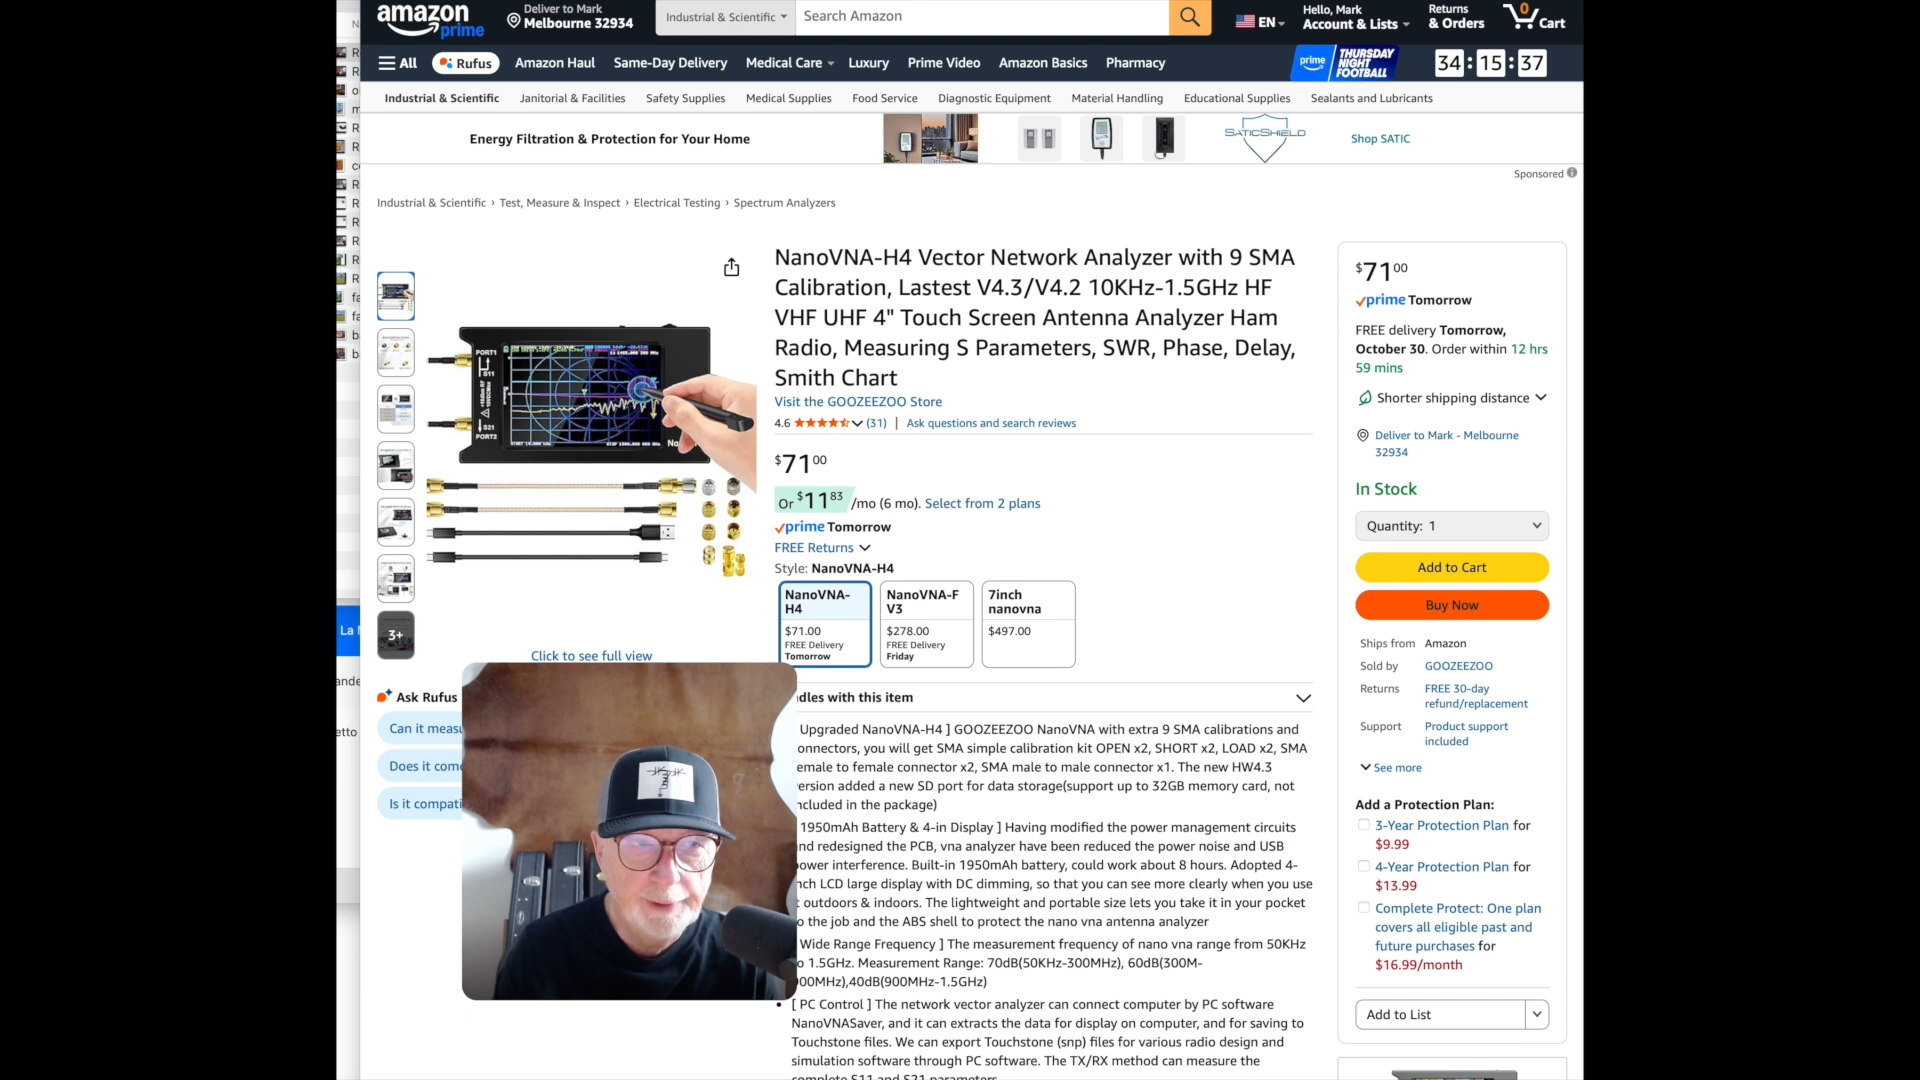 amazon
prime
Deliver to Mark
Melbourne 32934
Industrial & Scientific
Search Amazon
EN
Hello, Mark
Account & Lists
Returns
& Orders
0
Cart
All
Rufus
Amazon Haul
Same-Day Delivery
Medical Care
Luxury
Prime Video
Amazon Basics
Pharmacy
prime
THURSDAY
NIGHT
FOOTBALL
34 : 15 : 37
Industrial & Scientific
Janitorial & Facilities
Safety Supplies
Medical Supplies
Food Service
Diagnostic Equipment
Material Handling
Educational Supplies
Sealants and Lubricants
Energy Filtration & Protection for Your Home
SATICSHIELD
Shop SATIC
Sponsored
Industrial & Scientific › Test, Measure & Inspect › Electrical Testing › Spectrum Analyzers
NanoVNA-H4 Vector Network Analyzer with 9 SMA
Calibration, Lastest V4.3/V4.2 10KHz-1.5GHz HF
VHF UHF 4" Touch Screen Antenna Analyzer Ham
Radio, Measuring S Parameters, SWR, Phase, Delay,
Smith Chart
Visit the GOOZEEZOO Store
4.6
(31) | Ask questions and search reviews
$71 00
Or $11 83 /mo (6 mo). Select from 2 plans
prime Tomorrow
FREE Returns
Style: NanoVNA-H4
NanoVNA-
H4
$71.00
FREE Delivery
Tomorrow
NanoVNA-F
V3
$278.00
FREE Delivery
Friday
7inch
nanovna
$497.00
PORT1
S11
S21
PORT2
3+
Click to see full view
Ask Rufus
Can it measu
Does it com
Is it compati
dles with this item
Upgraded NanoVNA-H4 ] GOOZEEZOO NanoVNA with extra 9 SMA calibrations and
onnectors, you will get SMA simple calibration kit OPEN x2, SHORT x2, LOAD x2, SMA
emale to female connector x2, SMA male to male connector x1. The new HW4.3
ersion added a new SD port for data storage(support up to 32GB memory card, not
ncluded in the package)
1950mAh Battery & 4-in Display ] Having modified the power management circuits
nd redesigned the PCB, vna analyzer have been reduced the power noise and USB
ower interference. Built-in 1950mAh battery, could work about 8 hours. Adopted 4-
nch LCD large display with DC dimming, so that you can see more clearly when you use
t outdoors & indoors. The lightweight and portable size lets you take it in your pocket
o the job and the ABS shell to protect the nano vna antenna analyzer
Wide Range Frequency ] The measurement frequency of nano vna range from 50KHz
o 1.5GHz. Measurement Range: 70dB(50KHz-300MHz), 60dB(300M-
00MHz),40dB(900MHz-1.5GHz)
• [ PC Control ] The network vector analyzer can connect computer by PC software
NanoVNASaver, and it can extracts the data for display on computer, and for saving to
Touchstone files. We can export Touchstone (snp) files for various radio design and
simulation software through PC software. The TX/RX method can measure the
complete S11 and S21 parameters
$71 00
prime Tomorrow
FREE delivery Tomorrow,
October 30. Order within 12 hrs
59 mins
Shorter shipping distance
Deliver to Mark - Melbourne
32934
In Stock
Quantity: 1
Add to Cart
Buy Now
Ships from Amazon
Sold by GOOZEEZOO
Returns FREE 30-day
refund/replacement
Support Product support
included
See more
Add a Protection Plan:
3-Year Protection Plan for
$9.99
4-Year Protection Plan for
$13.99
Complete Protect: One plan
covers all eligible past and
future purchases for
$16.99/month
Add to List